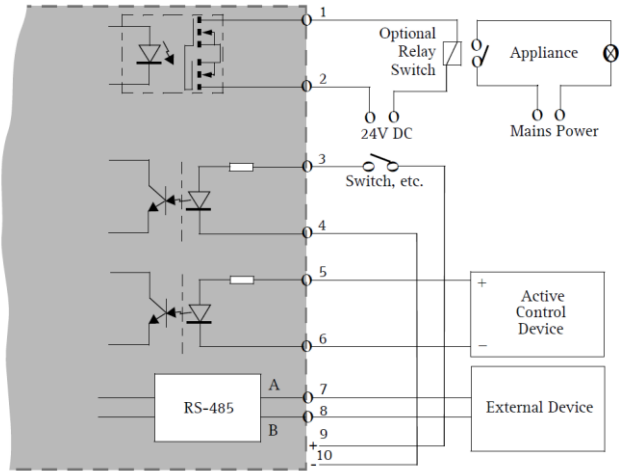 1
Optional
Relay
Switch
Appliance
2
24V DC
Mains Power
3
Switch, etc.
4
5
+
Active
Control
Device
6
−
A
7
RS-485
External Device
8
B
9
+
10
-